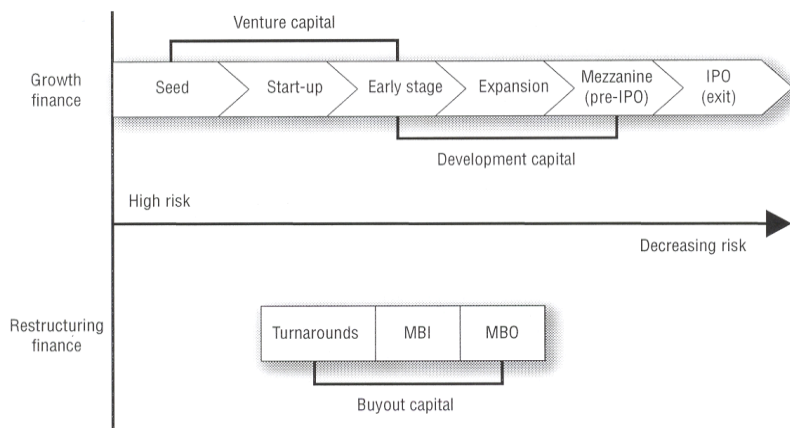 Venture capital
Growth
finance
Seed
Start-up
Early stage
Expansion
Mezzanine
(pre-IPO)
IPO
(exit)
Development capital
High risk
Decreasing risk
Restructuring
finance
Turnarounds
MBI
MBO
Buyout capital